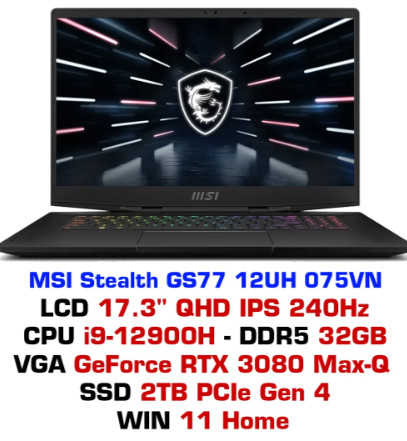 msi
MSI Stealth GS77 12UH 075VN
LCD 17.3" QHD IPS 240Hz
CPU i9-12900H - DDR5 32GB
VGA GeForce RTX 3080 Max-Q
SSD 2TB PCIe Gen 4
WIN 11 Home